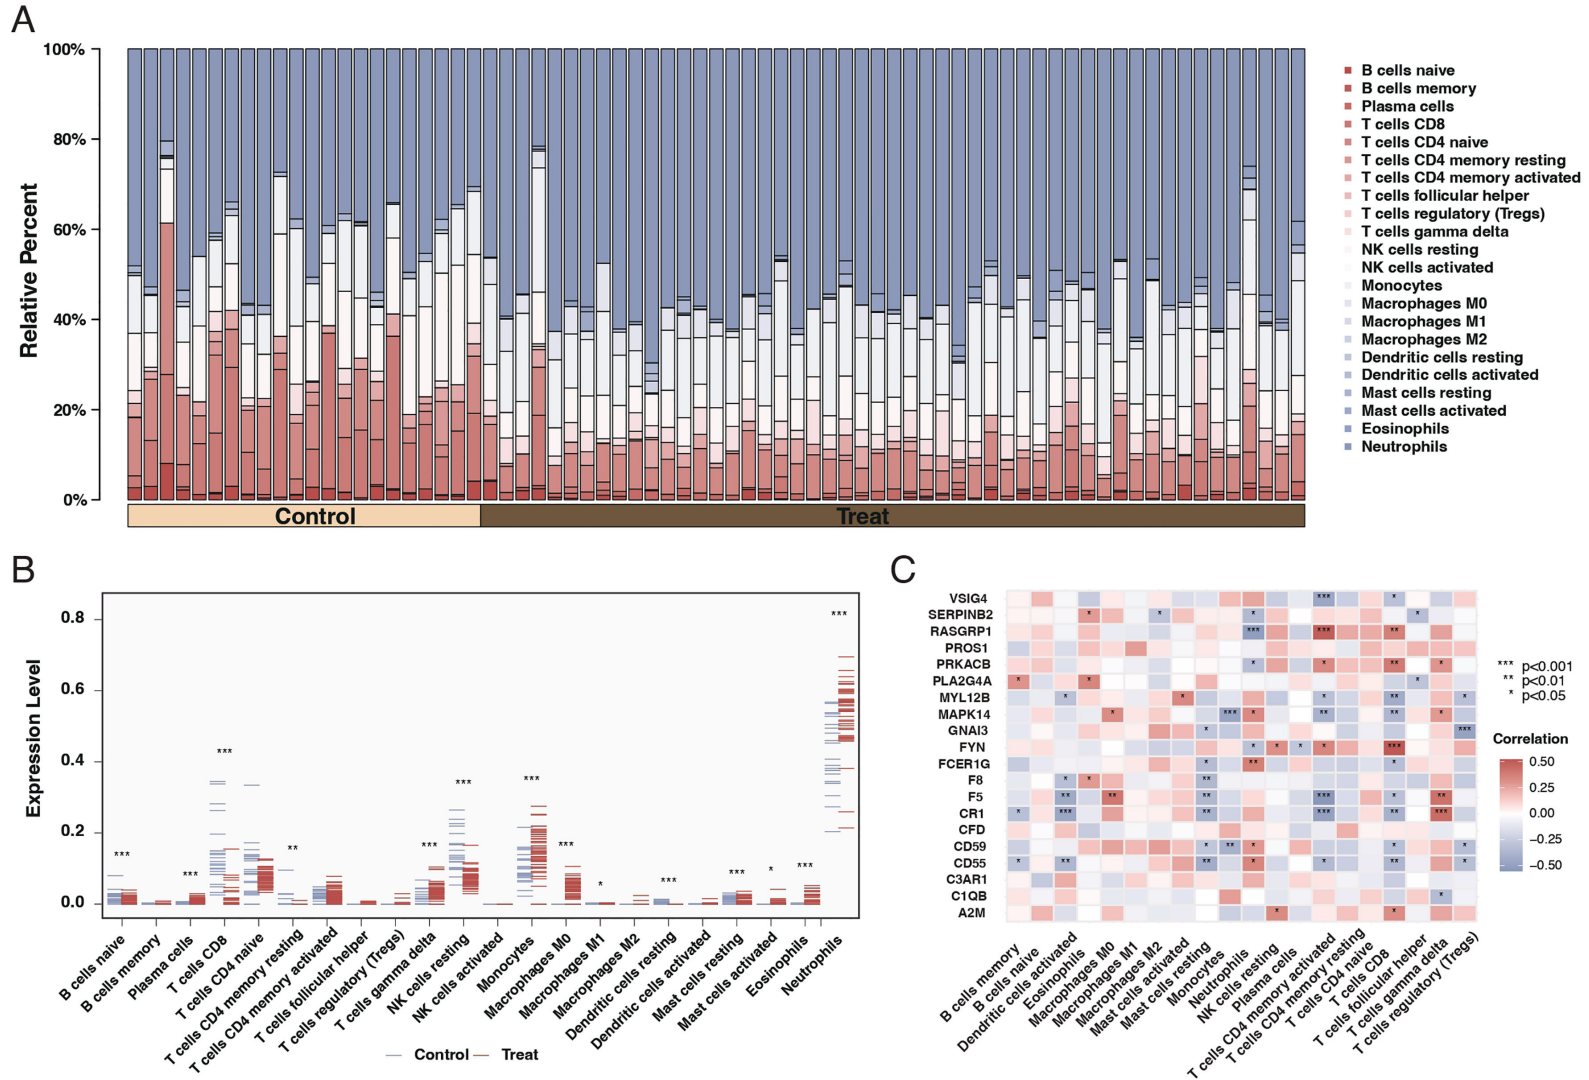 A
100%
80%
60%
40%
20%
0%
Relative Percent
Control
Treat
B cells naive
B cells memory
Plasma cells
T cells CD8
T cells CD4 naive
T cells CD4 memory resting
T cells CD4 memory activated
T cells follicular helper
T cells regulatory (Tregs)
T cells gamma delta
NK cells resting
NK cells activated
Monocytes
Macrophages M0
Macrophages M1
Macrophages M2
Dendritic cells resting
Dendritic cells activated
Mast cells resting
Mast cells activated
Eosinophils
Neutrophils
B
Expression Level
0.8
0.6
0.4
0.2
0.0
*** *** *** ** *** *** *** *** * *** *** * *** ***
B cells naive
B cells memory
Plasma cells
T cells CD8
T cells CD4 naive
T cells CD4 memory resting
T cells CD4 memory activated
T cells follicular helper
T cells regulatory (Tregs)
T cells gamma delta
NK cells resting
NK cells activated
Monocytes
Macrophages M0
Macrophages M1
Macrophages M2
Dendritic cells resting
Dendritic cells activated
Mast cells resting
Mast cells activated
Eosinophils
Neutrophils
Control
Treat
C
VSIG4 *** *
SERPINB2 * * * *
RASGRP1 *** *** **
PROS1
PRKACB * * ** *
PLA2G4A * * *
MYL12B * * * ** *
MAPK14 * *** * ** ** *
GNAI3 * ***
FYN * * * * ***
FCER1G * ** *
F8 * * **
F5 ** ** ** *** * **
CR1 * *** ** *** ** ***
CFD
CD59 * ** * * *
CD55 * ** ** * * ** *
C3AR1
C1QB *
A2M * *
B cells memory
B cells naive
Dendritic cells activated
Eosinophils
Macrophages M0
Macrophages M1
Macrophages M2
Mast cells activated
Mast cells resting
Monocytes
Neutrophils
NK cells resting
Plasma cells
T cells CD4 memory activated
T cells CD4 memory resting
T cells CD4 naive
T cells CD8
T cells follicular helper
T cells gamma delta
T cells regulatory (Tregs)
*** p<0.001
** p<0.01
* p<0.05
Correlation
0.50
0.25
0.00
−0.25
−0.50